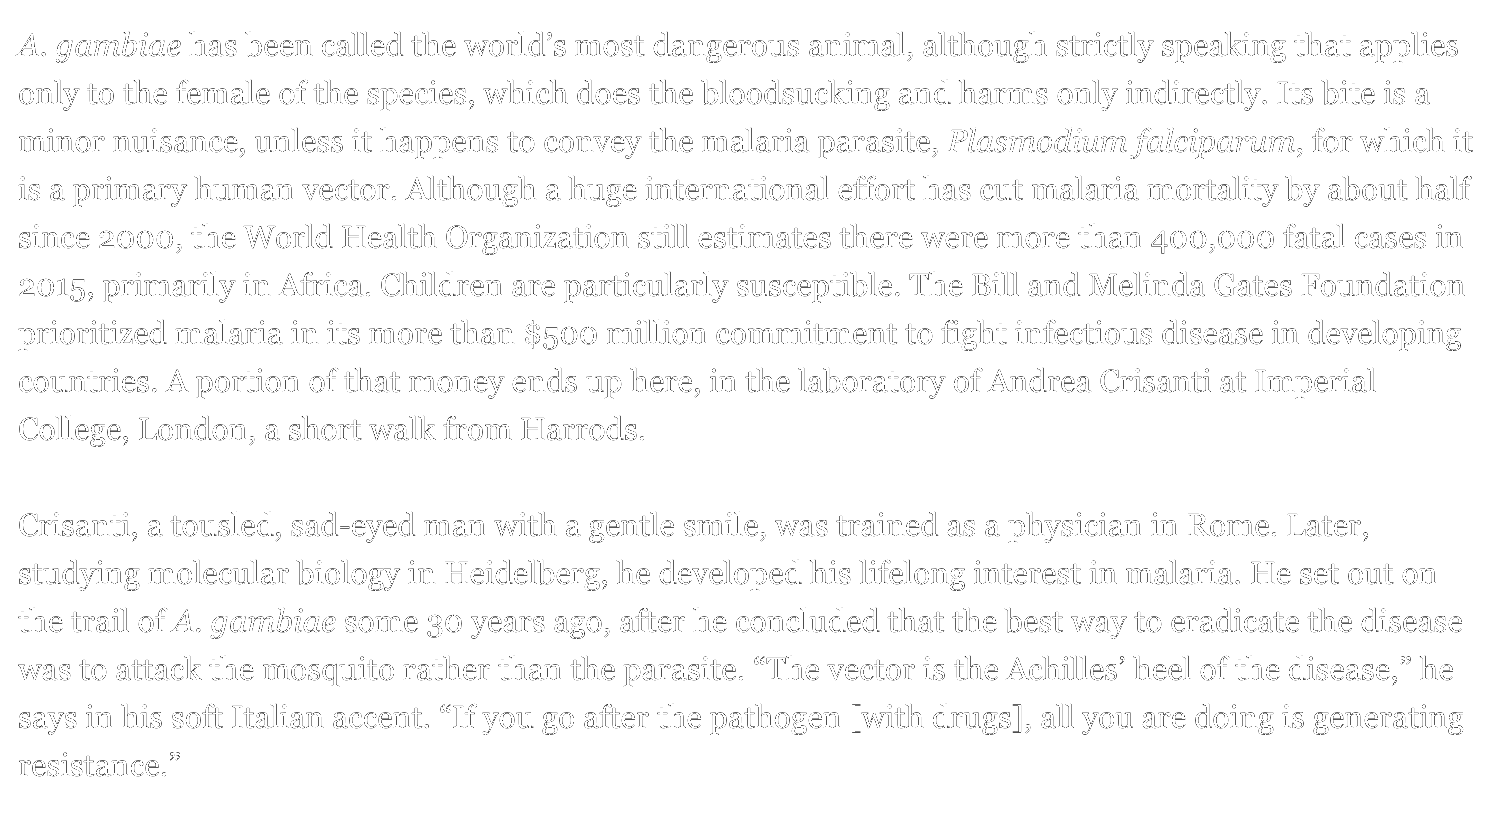 A. gambiae has been called the world’s most dangerous animal, although strictly speaking that applies
only to the female of the species, which does the bloodsucking and harms only indirectly. Its bite is a
minor nuisance, unless it happens to convey the malaria parasite, Plasmodium falciparum, for which it
is a primary human vector. Although a huge international effort has cut malaria mortality by about half
since 2000, the World Health Organization still estimates there were more than 400,000 fatal cases in
2015, primarily in Africa. Children are particularly susceptible. The Bill and Melinda Gates Foundation
prioritized malaria in its more than $500 million commitment to fight infectious disease in developing
countries. A portion of that money ends up here, in the laboratory of Andrea Crisanti at Imperial
College, London, a short walk from Harrods.
Crisanti, a tousled, sad-eyed man with a gentle smile, was trained as a physician in Rome. Later,
studying molecular biology in Heidelberg, he developed his lifelong interest in malaria. He set out on
the trail of A. gambiae some 30 years ago, after he concluded that the best way to eradicate the disease
was to attack the mosquito rather than the parasite. “The vector is the Achilles’ heel of the disease,” he
says in his soft Italian accent. “If you go after the pathogen [with drugs], all you are doing is generating
resistance.”